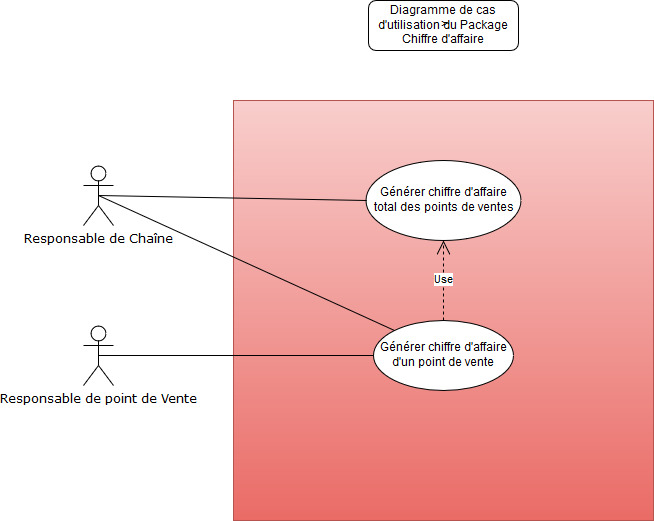 Diagramme de cas
d'utilisation du Package
Chiffre d'affaire
Générer chiffre d'affaire
total des points de ventes
Responsable de Chaîne
Use
Générer chiffre d'affaire
d'un point de vente
Responsable de point de Vente